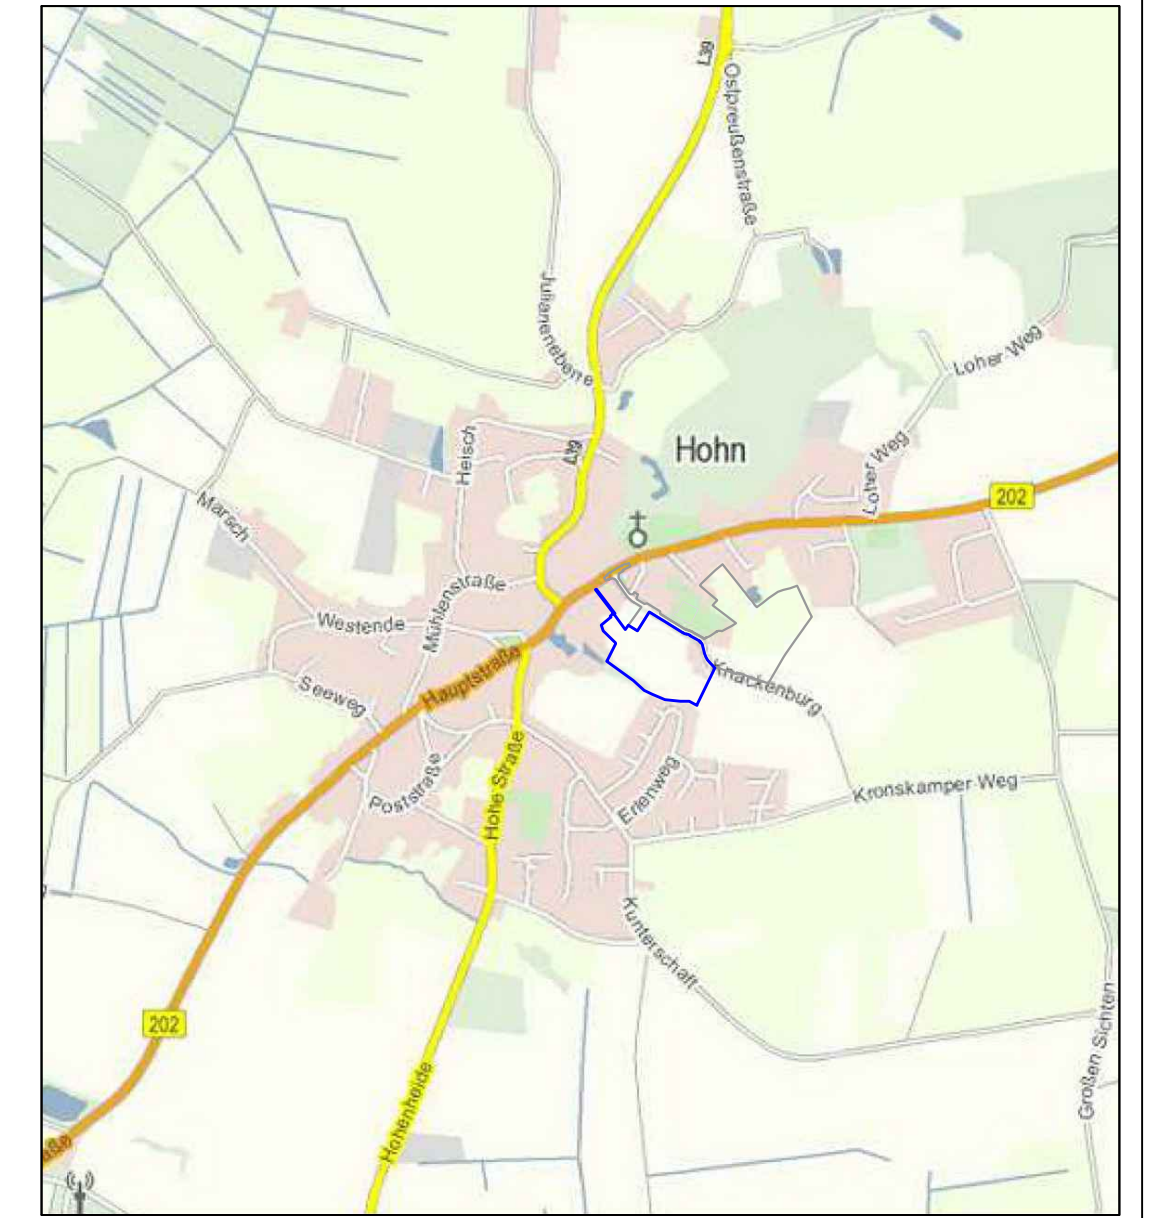 L39
Ostpreußenstraße
Julianenebene
Loher Weg
Hohn
L39
Heisch
Loher Weg
202
Marsch
Mühlenstraße
Westende
Hauptstraße
Knackenburg
Seeweg
Poststraße
Hohe Straße
Erlenweg
Kronskamper Weg
Kunterschaft
202
Großen Sichten
Hohenheide
aße